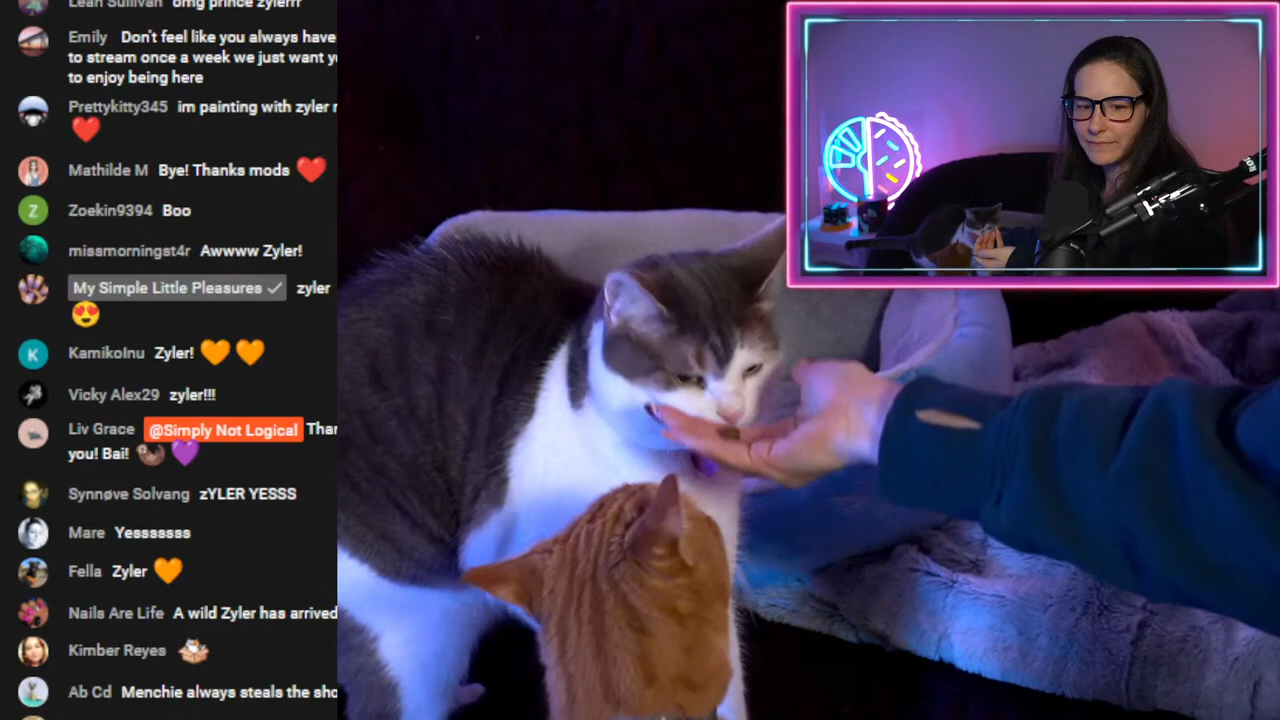 Leah Sullivan omg prince zylerrr
Emily Don't feel like you always have
to stream once a week we just want
to enjoy being here
Prettykitty345 im painting with zyler
Mathilde M Bye! Thanks mods
Z
Zoekin9394 Boo
missmorningst4r Awwww Zyler!
My Simple Little Pleasures zyler
K
KamikoInu Zyler!
Vicky Alex29 zyler!!!
Liv Grace @Simply Not Logical
you! Bai!
Synnøve Solvang zYLER YESSS
Mare Yesssssss
Fella Zyler
Nails Are Life A wild Zyler has arrived
Kimber Reyes
Ab Cd Menchie always steals the